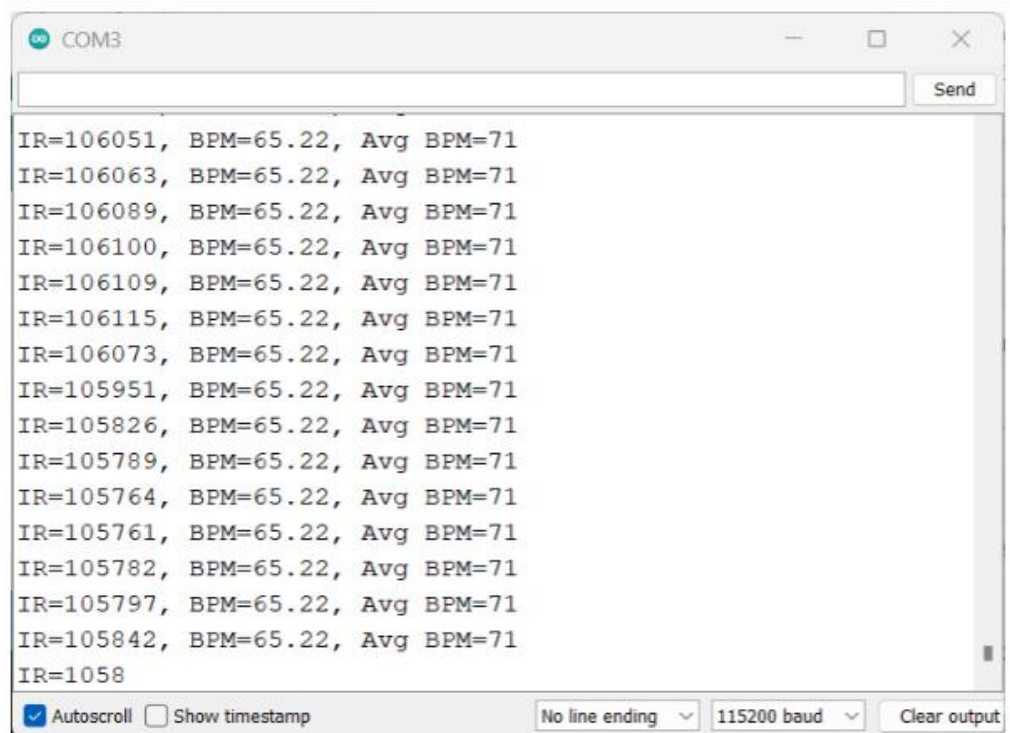 COM3
Send
IR=106051, BPM=65.22, Avg BPM=71
IR=106063, BPM=65.22, Avg BPM=71
IR=106089, BPM=65.22, Avg BPM=71
IR=106100, BPM=65.22, Avg BPM=71
IR=106109, BPM=65.22, Avg BPM=71
IR=106115, BPM=65.22, Avg BPM=71
IR=106073, BPM=65.22, Avg BPM=71
IR=105951, BPM=65.22, Avg BPM=71
IR=105826, BPM=65.22, Avg BPM=71
IR=105789, BPM=65.22, Avg BPM=71
IR=105764, BPM=65.22, Avg BPM=71
IR=105761, BPM=65.22, Avg BPM=71
IR=105782, BPM=65.22, Avg BPM=71
IR=105797, BPM=65.22, Avg BPM=71
IR=105842, BPM=65.22, Avg BPM=71
IR=1058
Autoscroll Show timestamp No line ending 115200 baud Clear output